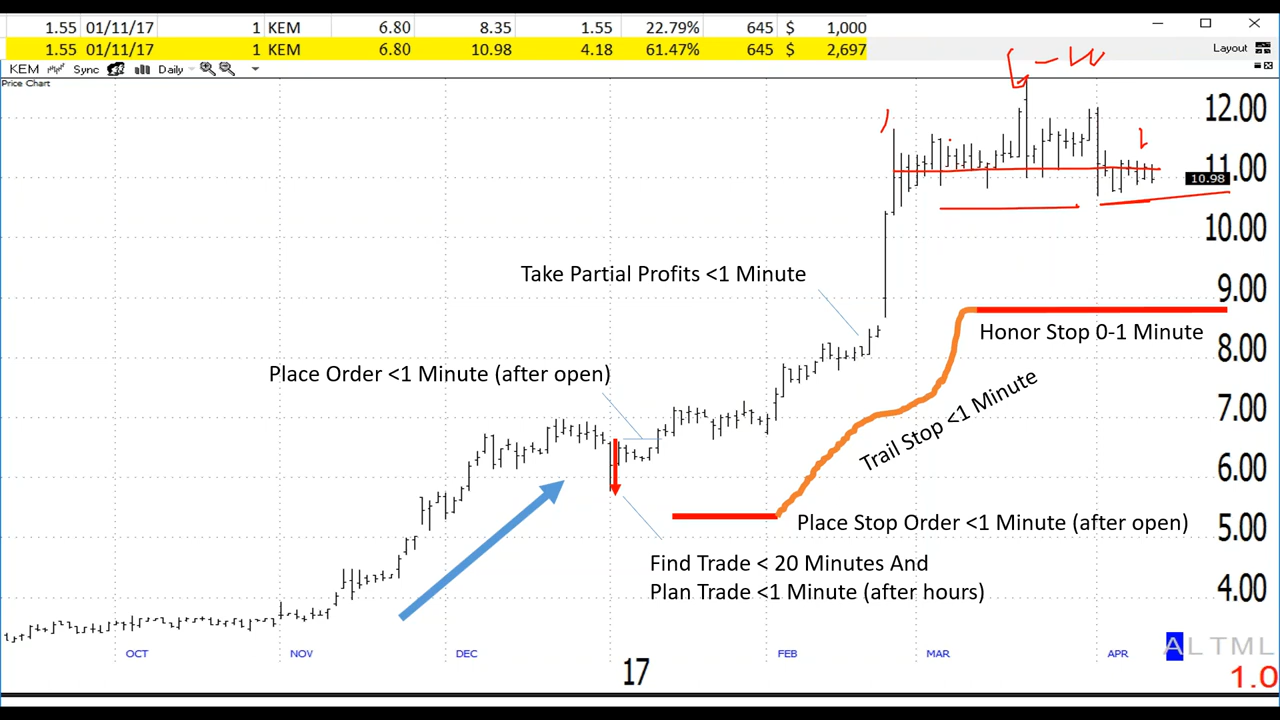 1.55 01/11/17 1 KEM 6.80 8.35 1.55 22.79% 645 $ 1,000
1.55 01/11/17 1 KEM 6.80 10.98 4.18 61.47% 645 $ 2,697
Layout
KEM Sync Daily
Price Chart
12.00
11.00
10.98
10.00
Take Partial Profits <1 Minute
9.00
Honor Stop 0-1 Minute
8.00
Place Order <1 Minute (after open)
7.00
Trail Stop <1 Minute
6.00
Place Stop Order <1 Minute (after open)
5.00
Find Trade < 20 Minutes And
Plan Trade <1 Minute (after hours)
4.00
OCT NOV DEC 17 FEB MAR APR
A L T M L
1.0